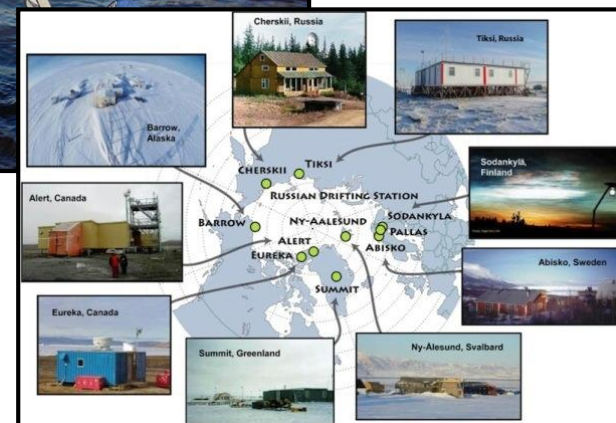 Cherskii, Russia
Tiksi, Russia
Barrow,
Alaska
Sodankylä,
Finland
TIKSI
CHERSKII
RUSSIAN DRIFTING STATION
Alert, Canada
BARROW
NY-AALESUND
SODANKYLA
PALLAS
ALERT
ABISKO
EUREKA
Abisko, Sweden
SUMMIT
Eureka, Canada
Summit, Greenland
Ny-Ålesund, Svalbard